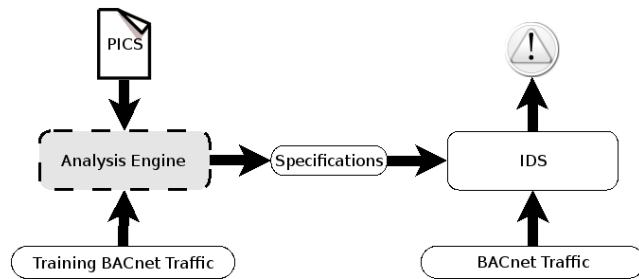 PICS
Analysis Engine
Specifications
IDS
Training BACnet Traffic
BACnet Traffic